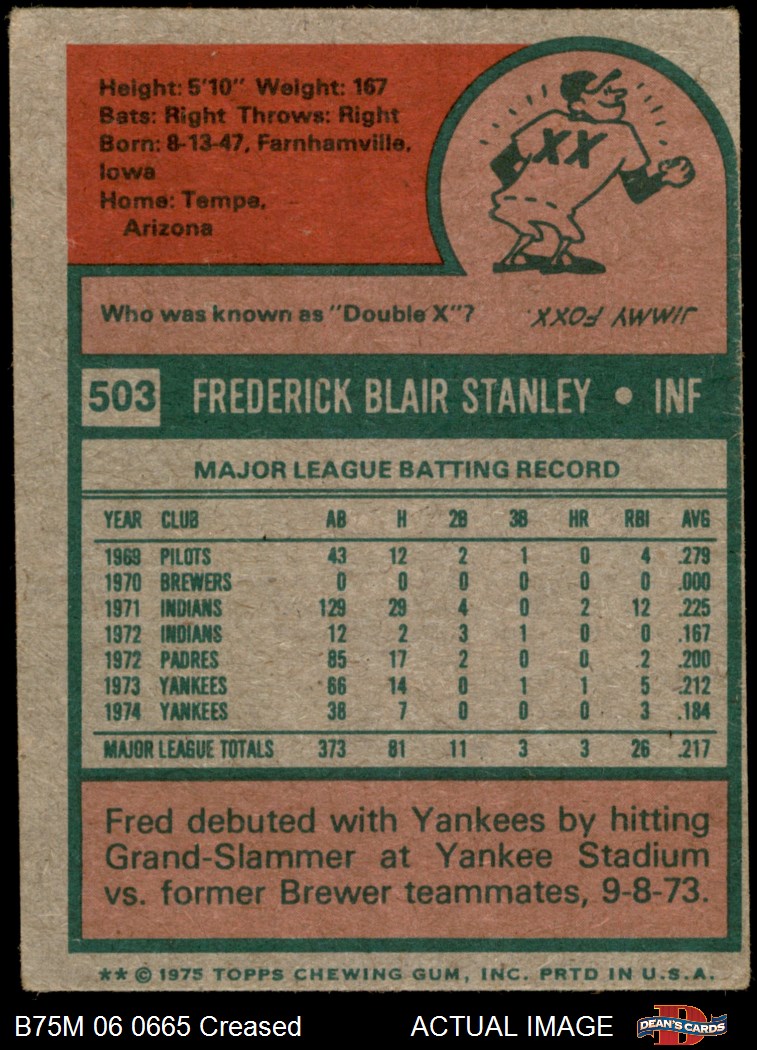 Height: 5'10" Weight: 167
Bats: Right Throws: Right
Born: 8-13-47, Farnhamville,
Iowa
Home: Tempe,
Arizona
XX
Who was known as "Double X"? JIMMY FOXX.
503 FREDERICK BLAIR STANLEY • INF
MAJOR LEAGUE BATTING RECORD
YEAR CLUB AB H 2B 3B HR RBI AVG
1969 PILOTS 43 12 2 1 0 4 .279
1970 BREWERS 0 0 0 0 0 0 .000
1971 INDIANS 129 29 4 0 2 12 .225
1972 INDIANS 12 2 3 1 0 0 .167
1972 PADRES 85 17 2 0 0 2 .200
1973 YANKEES 66 14 0 1 1 5 .212
1974 YANKEES 38 7 0 0 0 3 .184
MAJOR LEAGUE TOTALS 373 81 11 3 3 26 .217
Fred debuted with Yankees by hitting
Grand-Slammer at Yankee Stadium
vs. former Brewer teammates, 9-8-73.
** © 1975 TOPPS CHEWING GUM, INC. PRTD IN U.S.A.
B75M 06 0665 Creased ACTUAL IMAGE DEAN'S CARDS